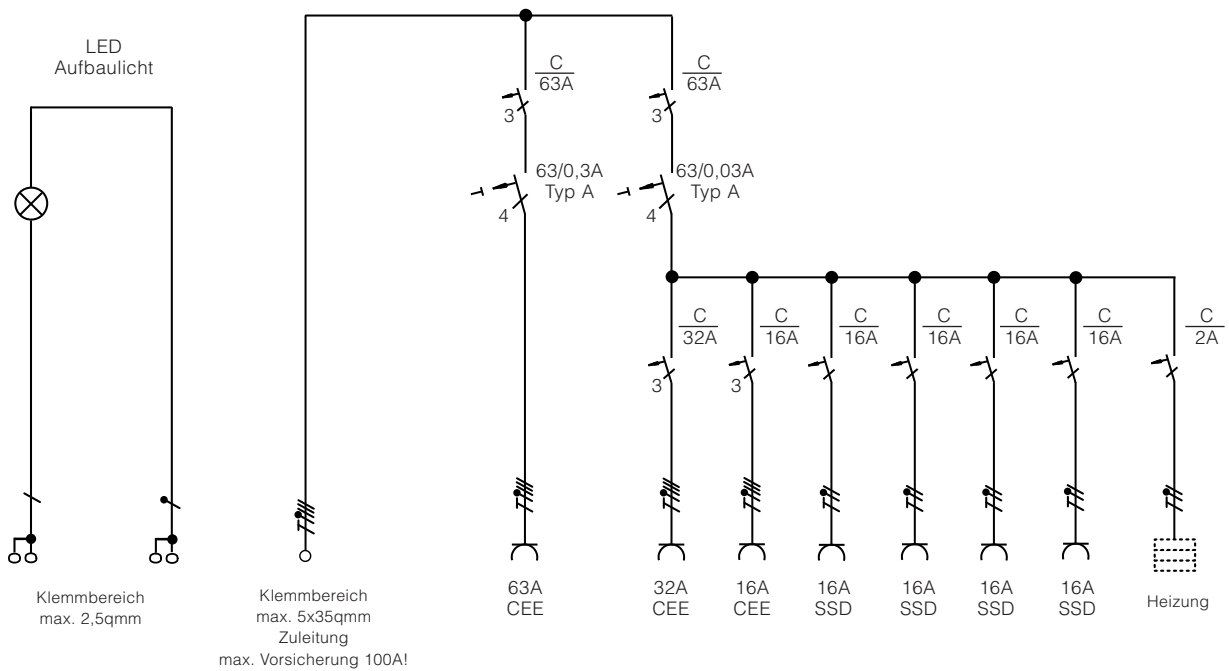 LED
Aufbaulicht
C
63A
C
63A
3
3
63/0,3A
Typ A
63/0,03A
Typ A
4
4
C
32A
C
16A
C
16A
C
16A
C
16A
C
16A
C
2A
3
3
Klemmbereich
max. 2,5qmm
Klemmbereich
max. 5x35qmm
Zuleitung
max. Vorsicherung 100A!
63A
CEE
32A
CEE
16A
CEE
16A
SSD
16A
SSD
16A
SSD
16A
SSD
Heizung